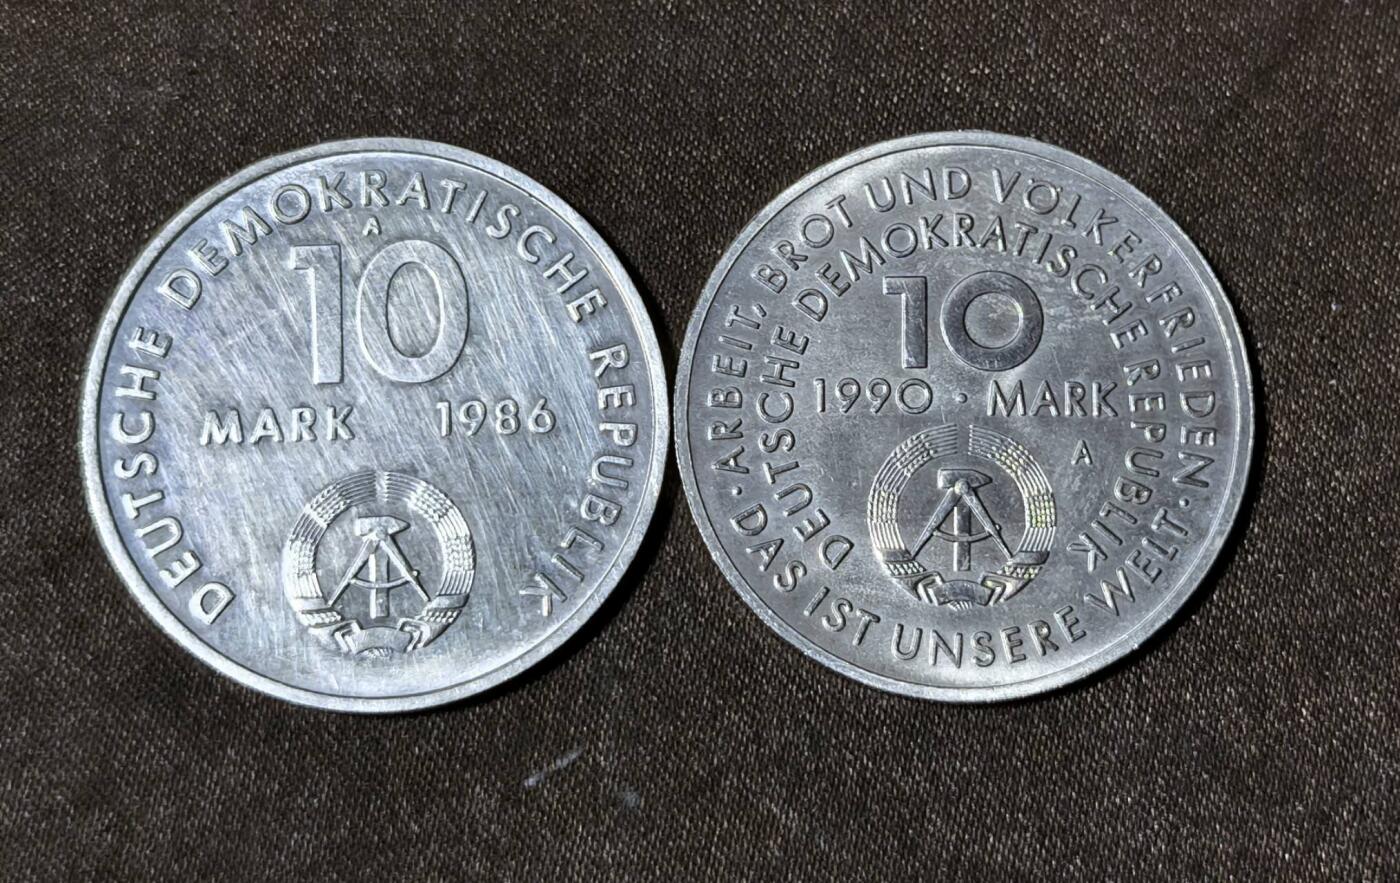 DEUTSCHE DEMOKRATISCHE REPUBLIK
A
10
MARK 1986
ARBEIT, BROT UND VÖLKERFRIEDEN · DAS IST UNSERE WELT ·
DEUTSCHE DEMOKRATISCHE REPUBLIK
10
1990 · MARK
A